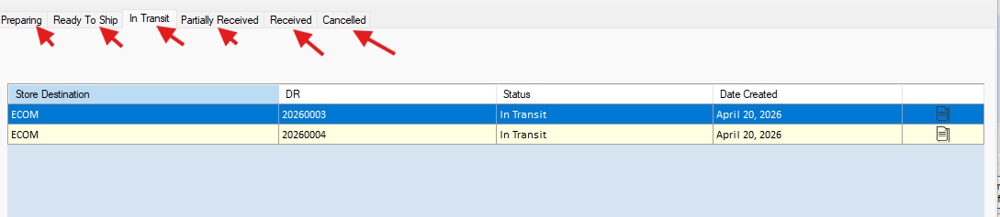 Preparing Ready To Ship In Transit Partially Received Received Cancelled
Store Destination DR Status Date Created
ECOM 20260003 In Transit April 20, 2026
ECOM 20260004 In Transit April 20, 2026